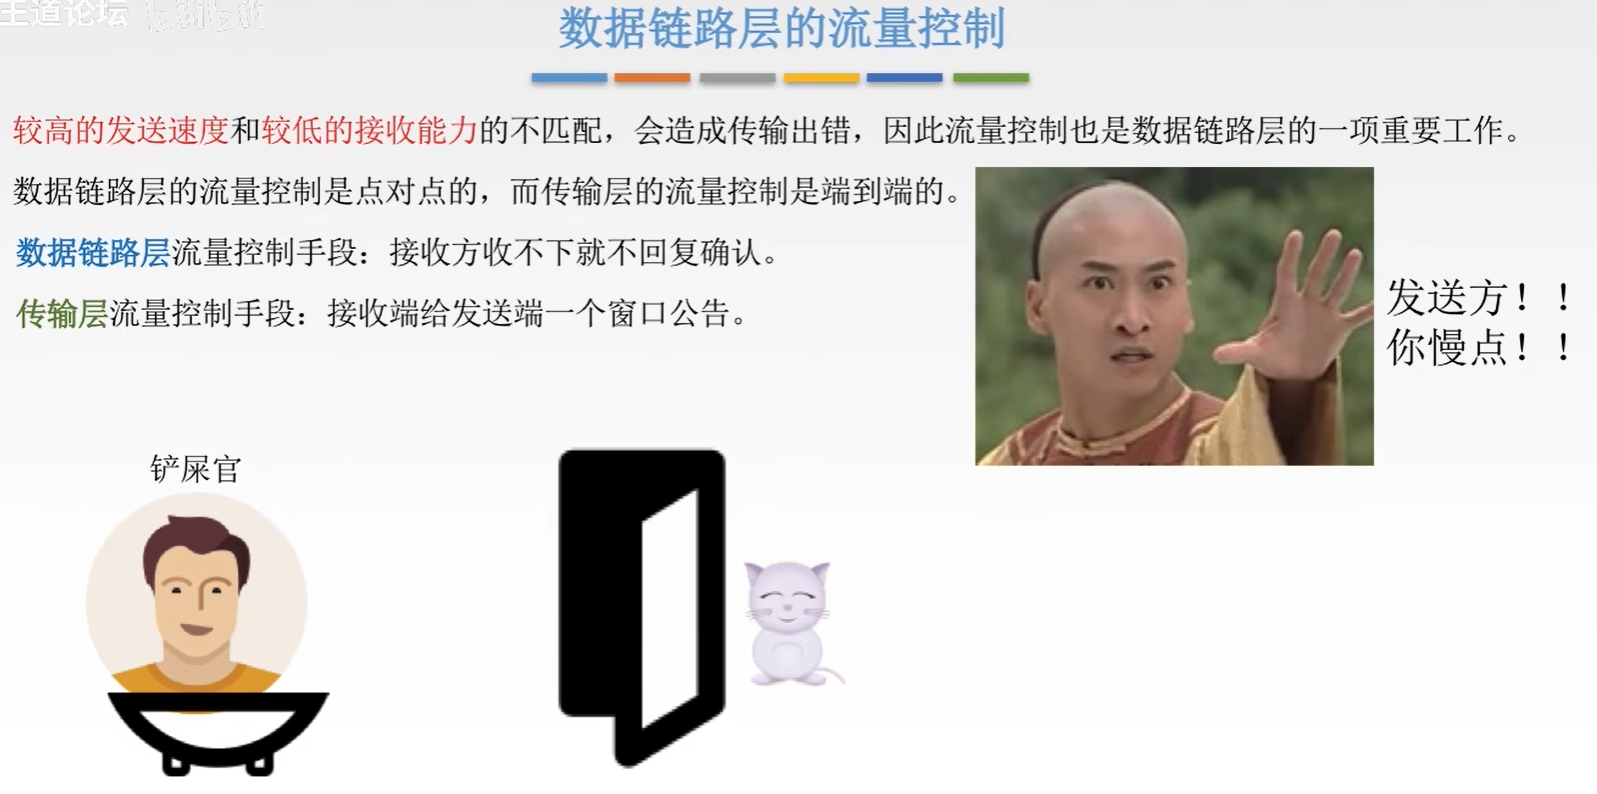 王道论坛 bilibili
数据链路层的流量控制
较高的发送速度和较低的接收能力的不匹配，会造成传输出错，因此流量控制也是数据链路层的一项重要工作。
数据链路层的流量控制是点对点的，而传输层的流量控制是端到端的。
数据链路层流量控制手段：接收方收不下就不回复确认。
传输层流量控制手段：接收端给发送端一个窗口公告。
发送方！！
你慢点！！
铲屎官